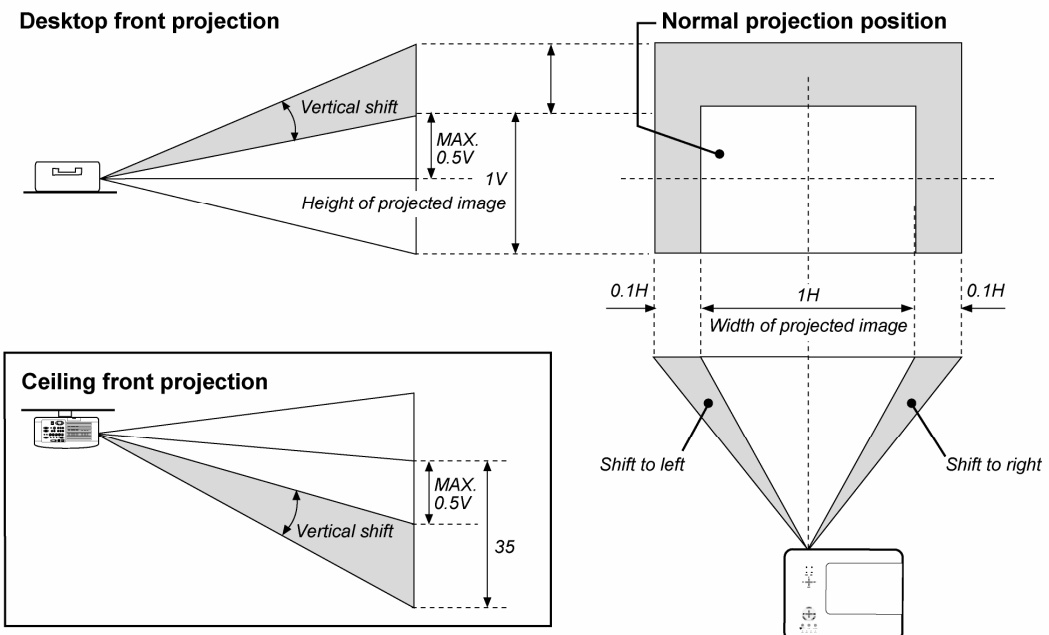 Desktop front projection
Normal projection position
Vertical shift
MAX.
0.5V
1V
Height of projected image
0.1H
1H
0.1H
Width of projected image
Ceiling front projection
Shift to left
Shift to right
MAX.
0.5V
Vertical shift
35